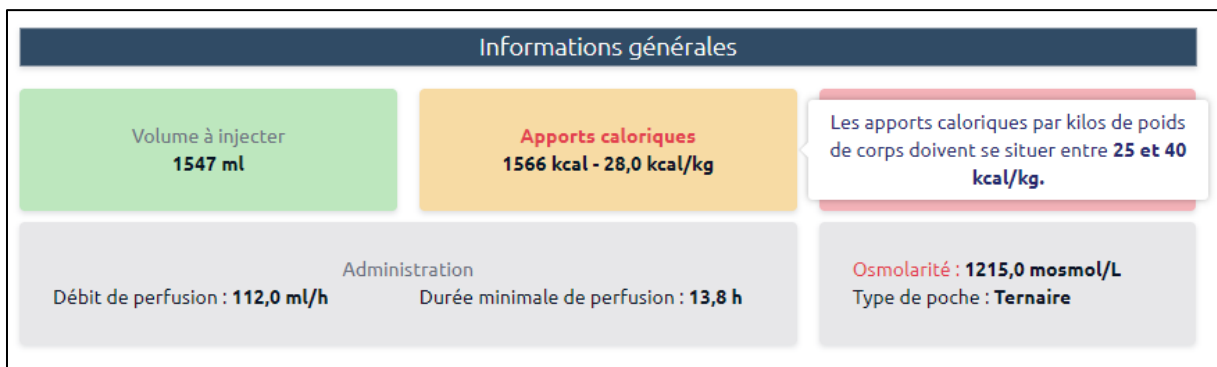 Informations générales
Volume à injecter
1547 ml
Apports caloriques
1566 kcal - 28,0 kcal/kg
Les apports caloriques par kilos de poids
de corps doivent se situer entre 25 et 40
kcal/kg.
Administration
Débit de perfusion : 112,0 ml/h
Durée minimale de perfusion : 13,8 h
Osmolarité : 1215,0 mosmol/L
Type de poche : Ternaire